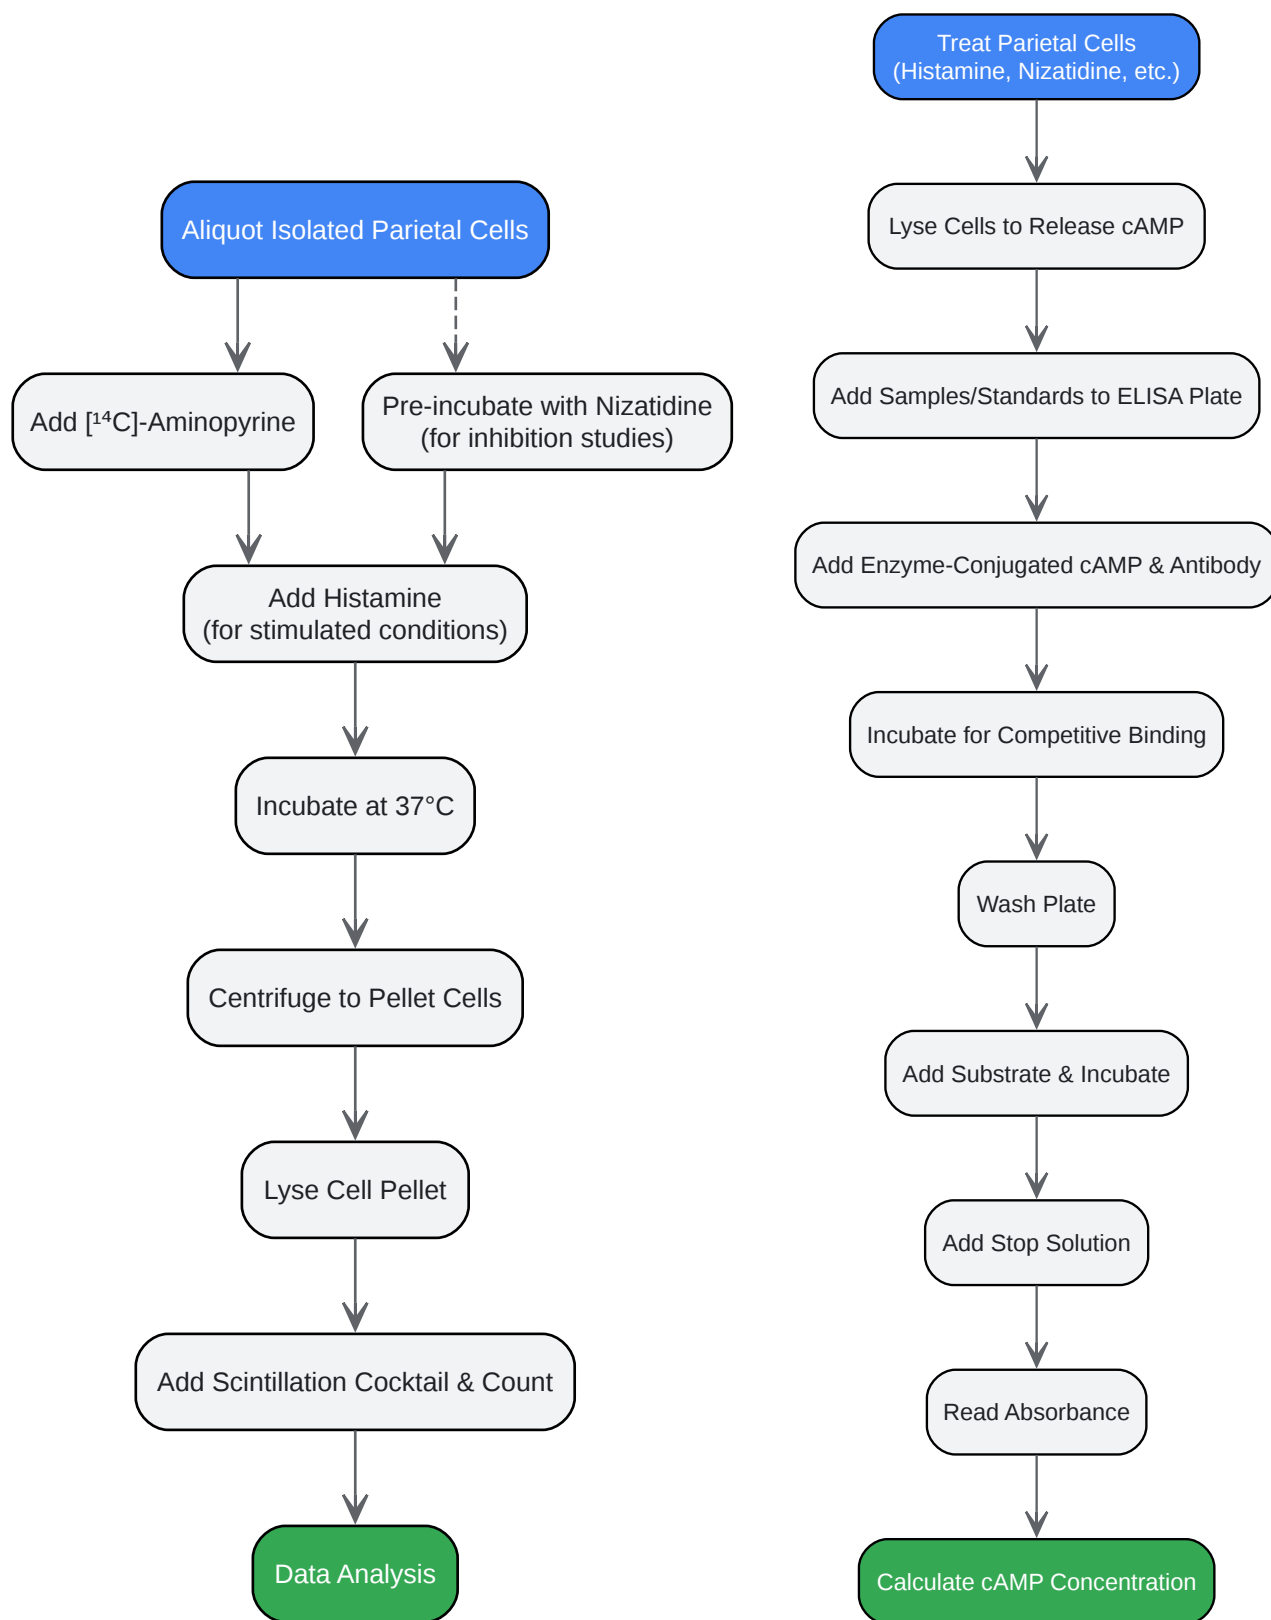 Aliquot Isolated Parietal Cells
Add [¹⁴C]-Aminopyrine
Pre-incubate with Nizatidine
(for inhibition studies)
Add Histamine
(for stimulated conditions)
Incubate at 37°C
Centrifuge to Pellet Cells
Lyse Cell Pellet
Add Scintillation Cocktail & Count
Data Analysis
Treat Parietal Cells
(Histamine, Nizatidine, etc.)
Lyse Cells to Release cAMP
Add Samples/Standards to ELISA Plate
Add Enzyme-Conjugated cAMP & Antibody
Incubate for Competitive Binding
Wash Plate
Add Substrate & Incubate
Add Stop Solution
Read Absorbance
Calculate cAMP Concentration